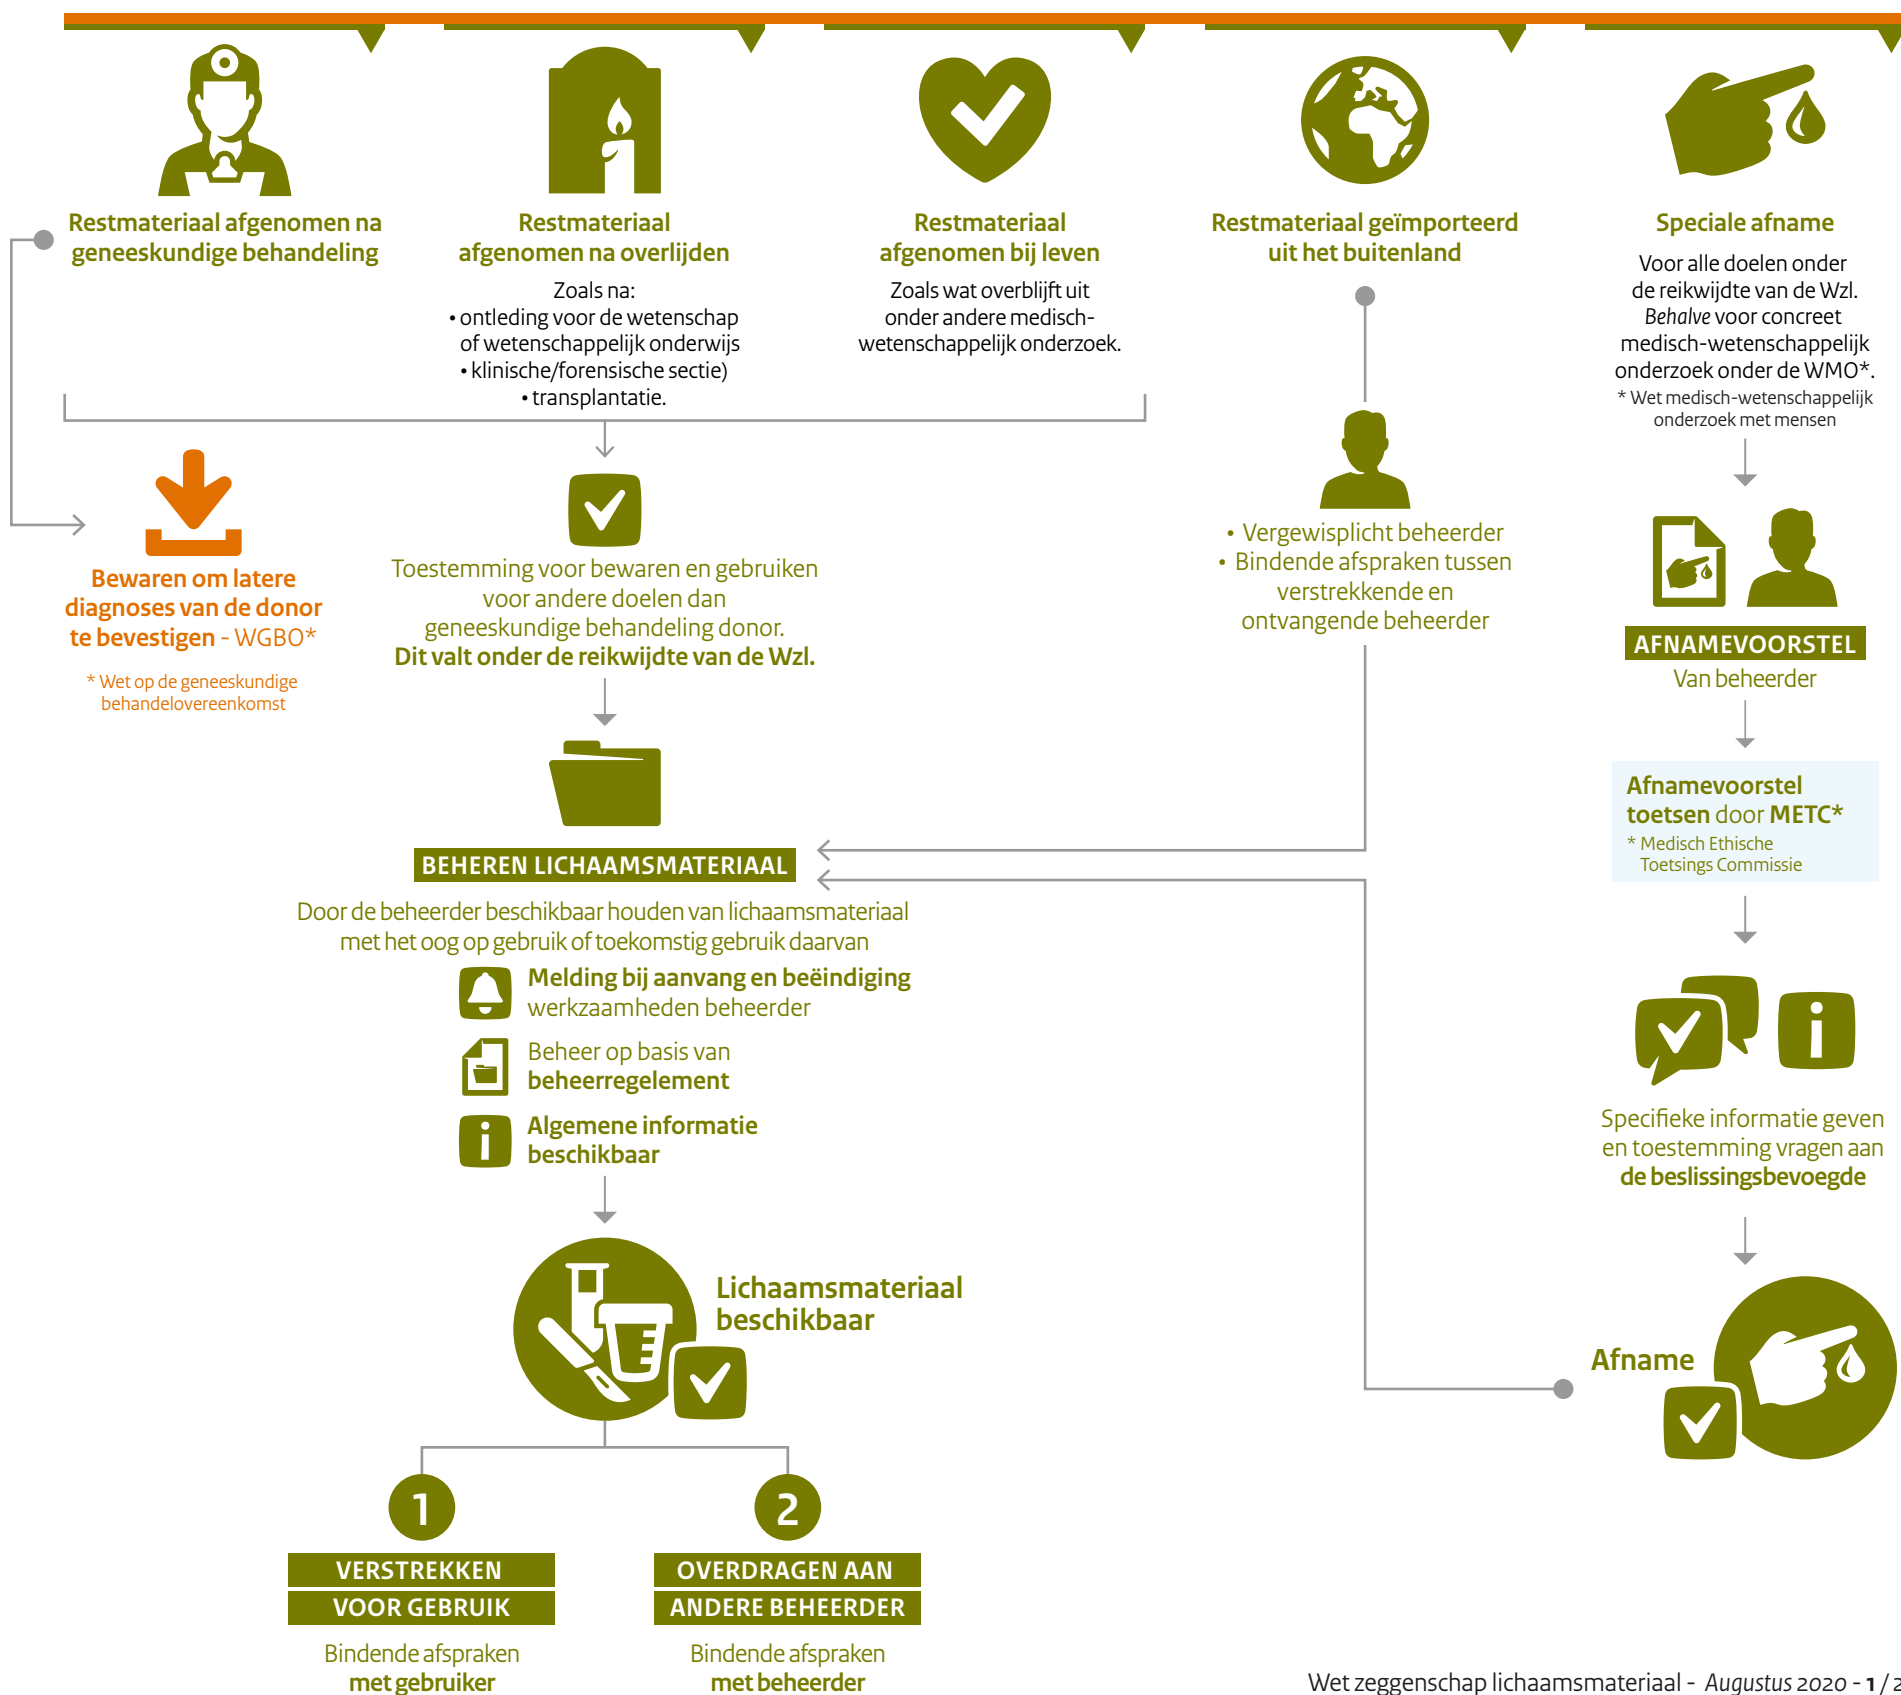 Restmateriaal afgenomen na
geneeskundige behandeling
Restmateriaal
afgenomen na overlijden
Zoals na:
• ontleding voor de wetenschap
of wetenschappelijk onderwijs
• klinische/forensische sectie)
• transplantatie.
Restmateriaal
afgenomen bij leven
Zoals wat overblijft uit
onder andere medisch-
wetenschappelijk onderzoek.
Restmateriaal geïmporteerd
uit het buitenland
Speciale afname
Voor alle doelen onder
de reikwijdte van de Wzl.
Behalve voor concreet
medisch-wetenschappelijk
onderzoek onder de WMO*.
* Wet medisch-wetenschappelijk
onderzoek met mensen
Bewaren om latere
diagnoses van de donor
te bevestigen - WGBO*
* Wet op de geneeskundige
behandelovereenkomst
Toestemming voor bewaren en gebruiken
voor andere doelen dan
geneeskundige behandeling donor.
Dit valt onder de reikwijdte van de Wzl.
• Vergewisplicht beheerder
• Bindende afspraken tussen
verstrekkende en
ontvangende beheerder
AFNAMEVOORSTEL
Van beheerder
Afnamevoorstel
toetsen door METC*
* Medisch Ethische
Toetsings Commissie
BEHEREN LICHAAMSMATERIAAL
Door de beheerder beschikbaar houden van lichaamsmateriaal
met het oog op gebruik of toekomstig gebruik daarvan
Melding bij aanvang en beëindiging
werkzaamheden beheerder
Beheer op basis van
beheerregelement
i
Algemene informatie
beschikbaar
i
Specifieke informatie geven
en toestemming vragen aan
de beslissingsbevoegde
Lichaamsmateriaal
beschikbaar
Afname
1
VERSTREKKEN
VOOR GEBRUIK
Bindende afspraken
met gebruiker
2
OVERDRAGEN AAN
ANDERE BEHEERDER
Bindende afspraken
met beheerder
Wet zeggenschap lichaamsmateriaal - Augustus 2020 - 1 / 2